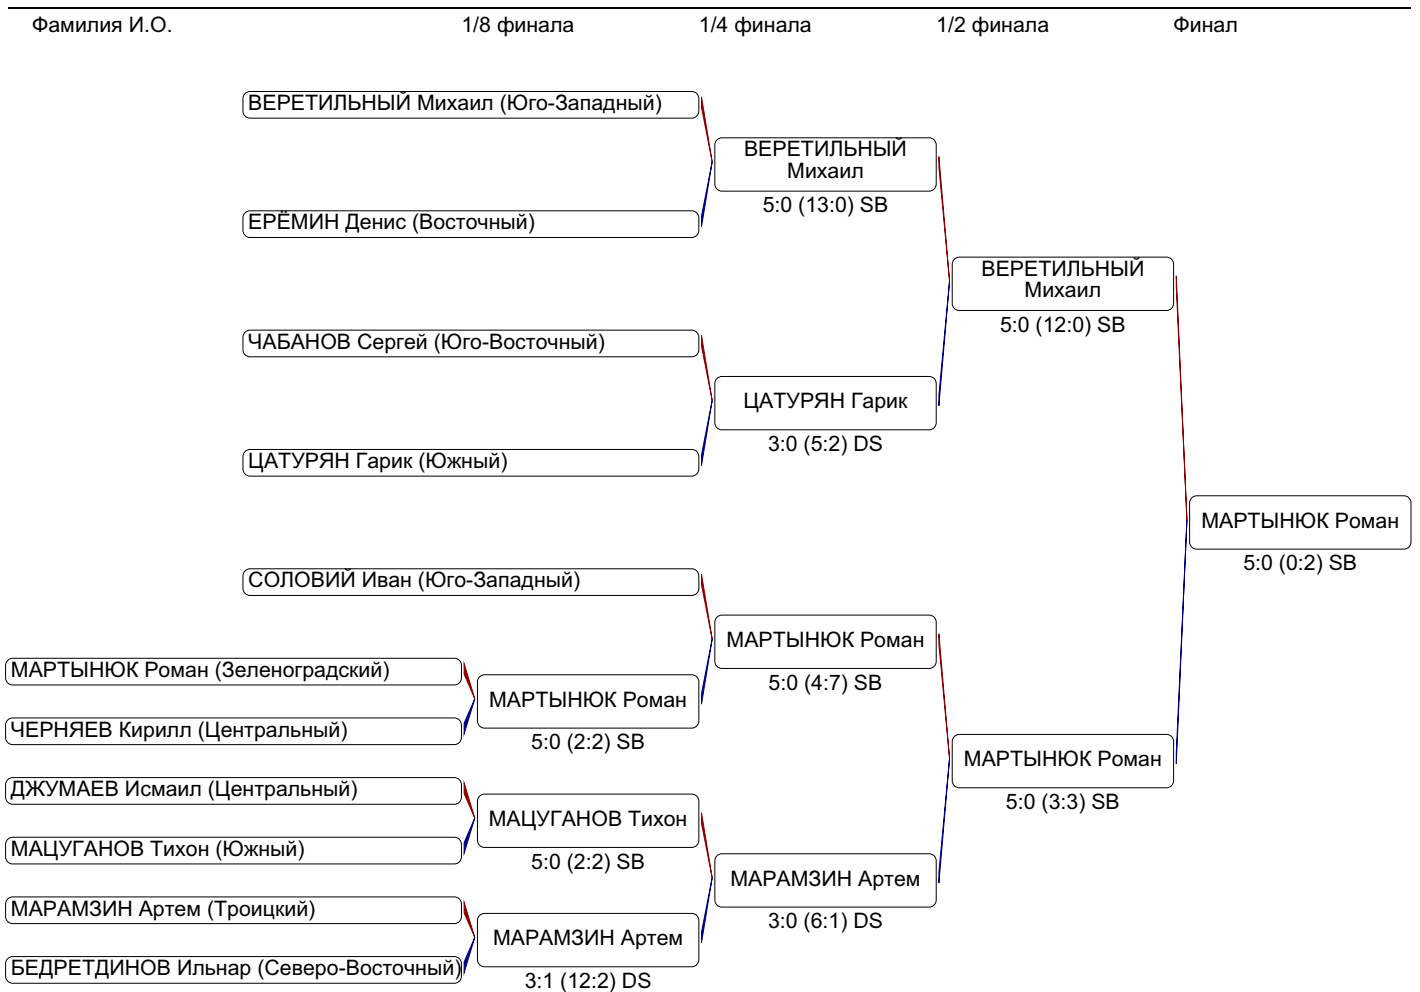 Фамилия И.О. 1/8 финала 1/4 финала 1/2 финала Финал
ВЕРЕТИЛЬНЫЙ Михаил (Юго-Западный)
ВЕРЕТИЛЬНЫЙ
Михаил
5:0 (13:0) SB
ЕРЁМИН Денис (Восточный)
ВЕРЕТИЛЬНЫЙ
Михаил
5:0 (12:0) SB
ЧАБАНОВ Сергей (Юго-Восточный)
ЦАТУРЯН Гарик
3:0 (5:2) DS
ЦАТУРЯН Гарик (Южный)
МАРТЫНЮК Роман
5:0 (0:2) SB
СОЛОВИЙ Иван (Юго-Западный)
МАРТЫНЮК Роман
5:0 (4:7) SB
МАРТЫНЮК Роман (Зеленоградский)
МАРТЫНЮК Роман
5:0 (2:2) SB
ЧЕРНЯЕВ Кирилл (Центральный)
МАРТЫНЮК Роман
5:0 (3:3) SB
ДЖУМАЕВ Исмаил (Центральный)
МАЦУГАНОВ Тихон
5:0 (2:2) SB
МАЦУГАНОВ Тихон (Южный)
МАРАМЗИН Артем
3:0 (6:1) DS
МАРАМЗИН Артем (Троицкий)
МАРАМЗИН Артем
3:1 (12:2) DS
БЕДРЕТДИНОВ Ильнар (Северо-Восточный)